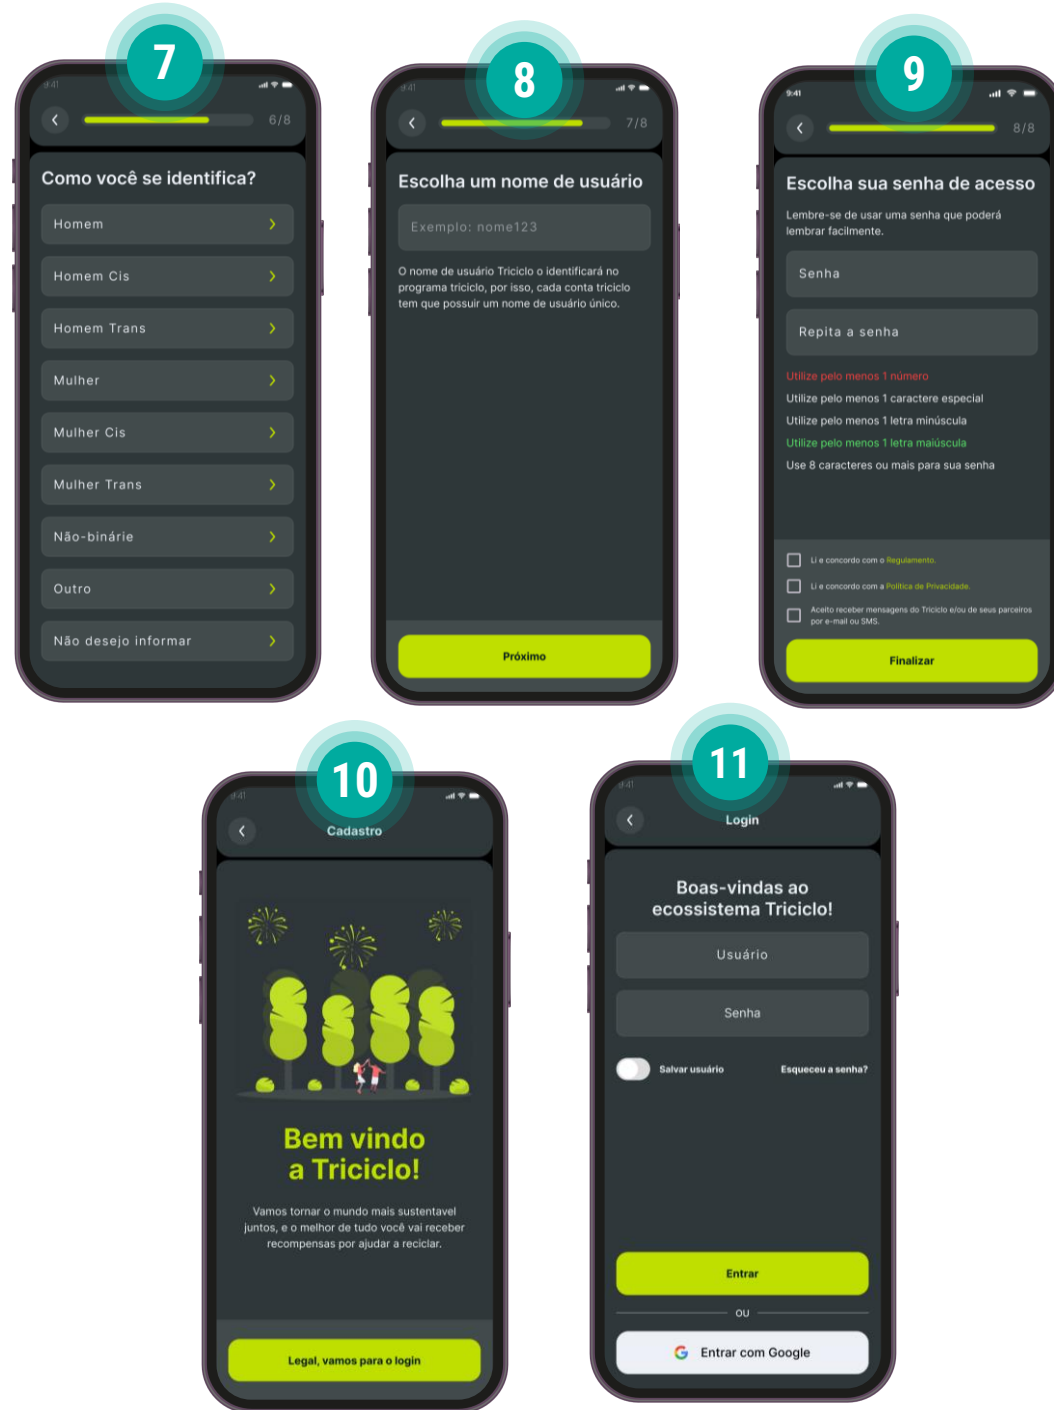 7
9:41
6/8
Como você se identifica?
Homem
Homem Cis
Homem Trans
Mulher
Mulher Cis
Mulher Trans
Não-binárie
Outro
Não desejo informar
8
9:41
7/8
Escolha um nome de usuário
Exemplo: nome123
O nome de usuário Triciclo o identificará no
programa triciclo, por isso, cada conta triciclo
tem que possuir um nome de usuário único.
Próximo
9
9:41
8/8
Escolha sua senha de acesso
Lembre-se de usar uma senha que poderá
lembrar facilmente.
Senha
Repita a senha
Utilize pelo menos 1 número
Utilize pelo menos 1 caractere especial
Utilize pelo menos 1 letra minúscula
Utilize pelo menos 1 letra maiúscula
Use 8 caracteres ou mais para sua senha
Li e concordo com o Regulamento.
Li e concordo com a Política de Privacidade.
Aceito receber mensagens do Triciclo e/ou de seus parceiros
por e-mail ou SMS.
Finalizar
10
9:41
Cadastro
Bem vindo
a Triciclo!
Vamos tornar o mundo mais sustentavel
juntos, e o melhor de tudo você vai receber
recompensas por ajudar a reciclar.
Legal, vamos para o login
11
9:41
Login
Boas-vindas ao
ecossistema Triciclo!
Usuário
Senha
Salvar usuário
Esqueceu a senha?
Entrar
OU
Entrar com Google